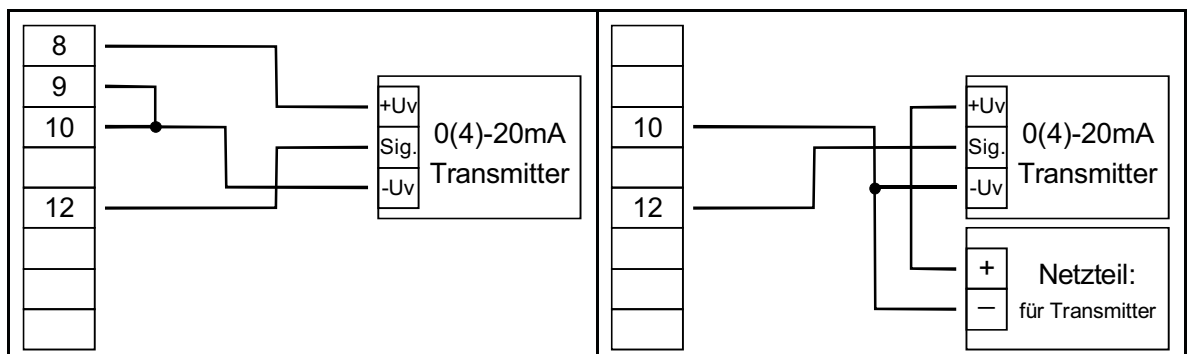 8
9
10
12
+Uv
Sig.
-Uv
0(4)-20mA
Transmitter
10
12
+Uv
Sig.
-Uv
0(4)-20mA
Transmitter
+
–
Netzteil:
für Transmitter